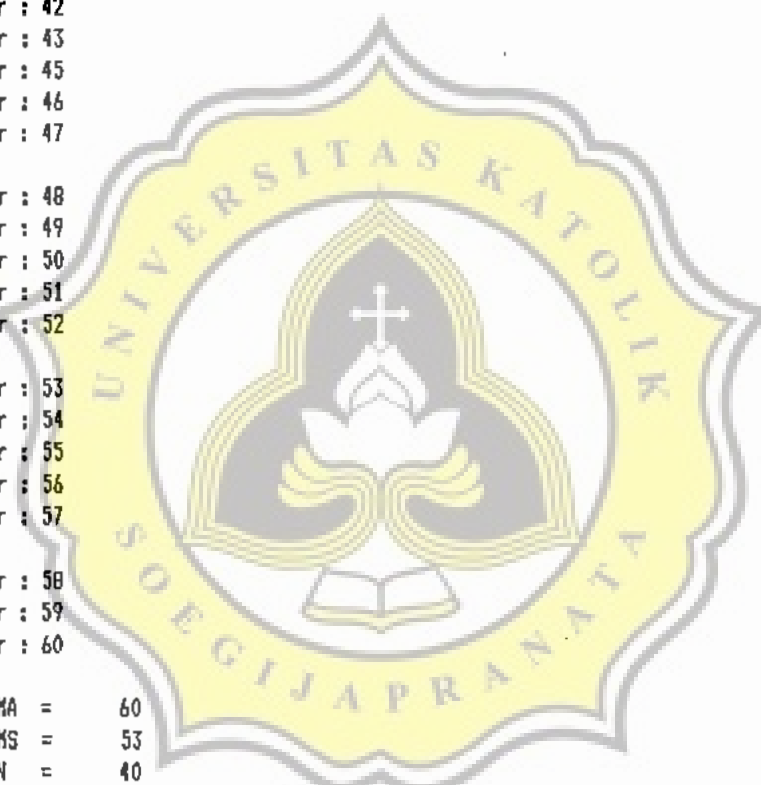 r : 42
r : 43
r : 45
r : 46
r : 47
r : 48
r : 49
r : 50
r : 51
r : 52
r : 53
r : 54
r : 55
r : 56
r : 57
r : 58
r : 59
r : 60
MA = 60
MS = 53
N = 40
UNIVERSITAS KATOLIK
SOEGIJAPRANATA